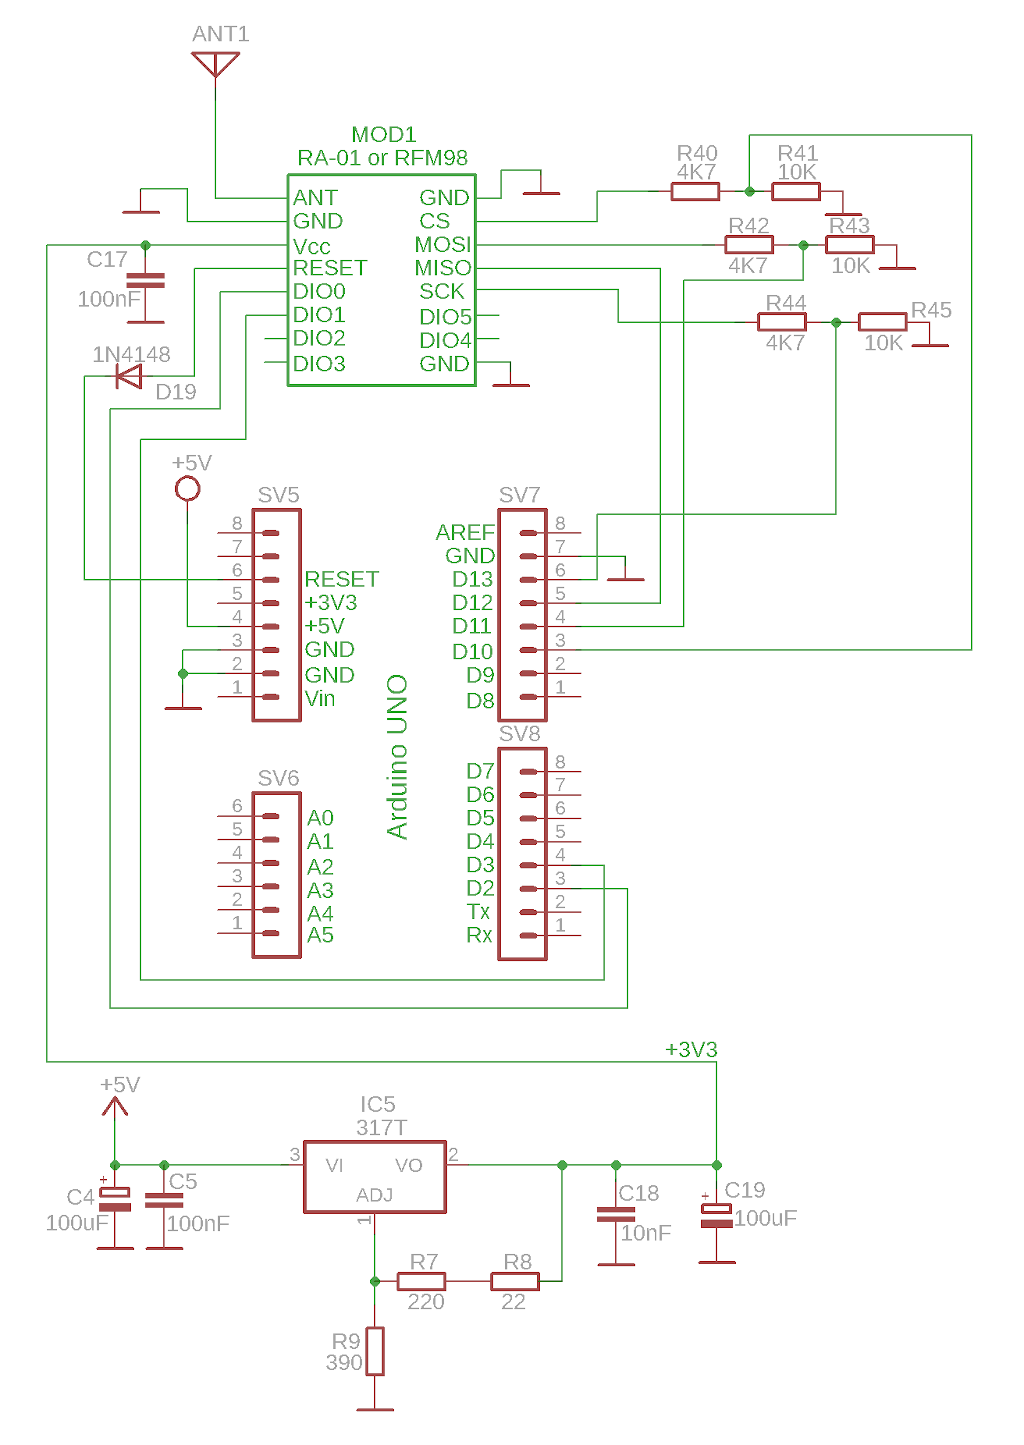 ANT1
MOD1
RA-01 or RFM98
ANT
GND
Vcc
RESET
DIO0
DIO1
DIO2
DIO3
GND
CS
MOSI
MISO
SCK
DIO5
DIO4
GND
R40
4K7
R41
10K
R42
4K7
R43
10K
R44
4K7
R45
10K
C17
100nF
1N4148
D19
+5V
SV5
8
7
6
5
4
3
2
1
RESET
+3V3
+5V
GND
GND
Vin
SV7
AREF
GND
D13
D12
D11
D10
D9
D8
8
7
6
5
4
3
2
1
Arduino UNO
SV6
6
5
4
3
2
1
A0
A1
A2
A3
A4
A5
SV8
D7
D6
D5
D4
D3
D2
Tx
Rx
8
7
6
5
4
3
2
1
+3V3
+5V
IC5
317T
3
VI
VO
2
ADJ
1
+
C4
100uF
C5
100nF
C18
10nF
+
C19
100uF
R7
220
R8
22
R9
390